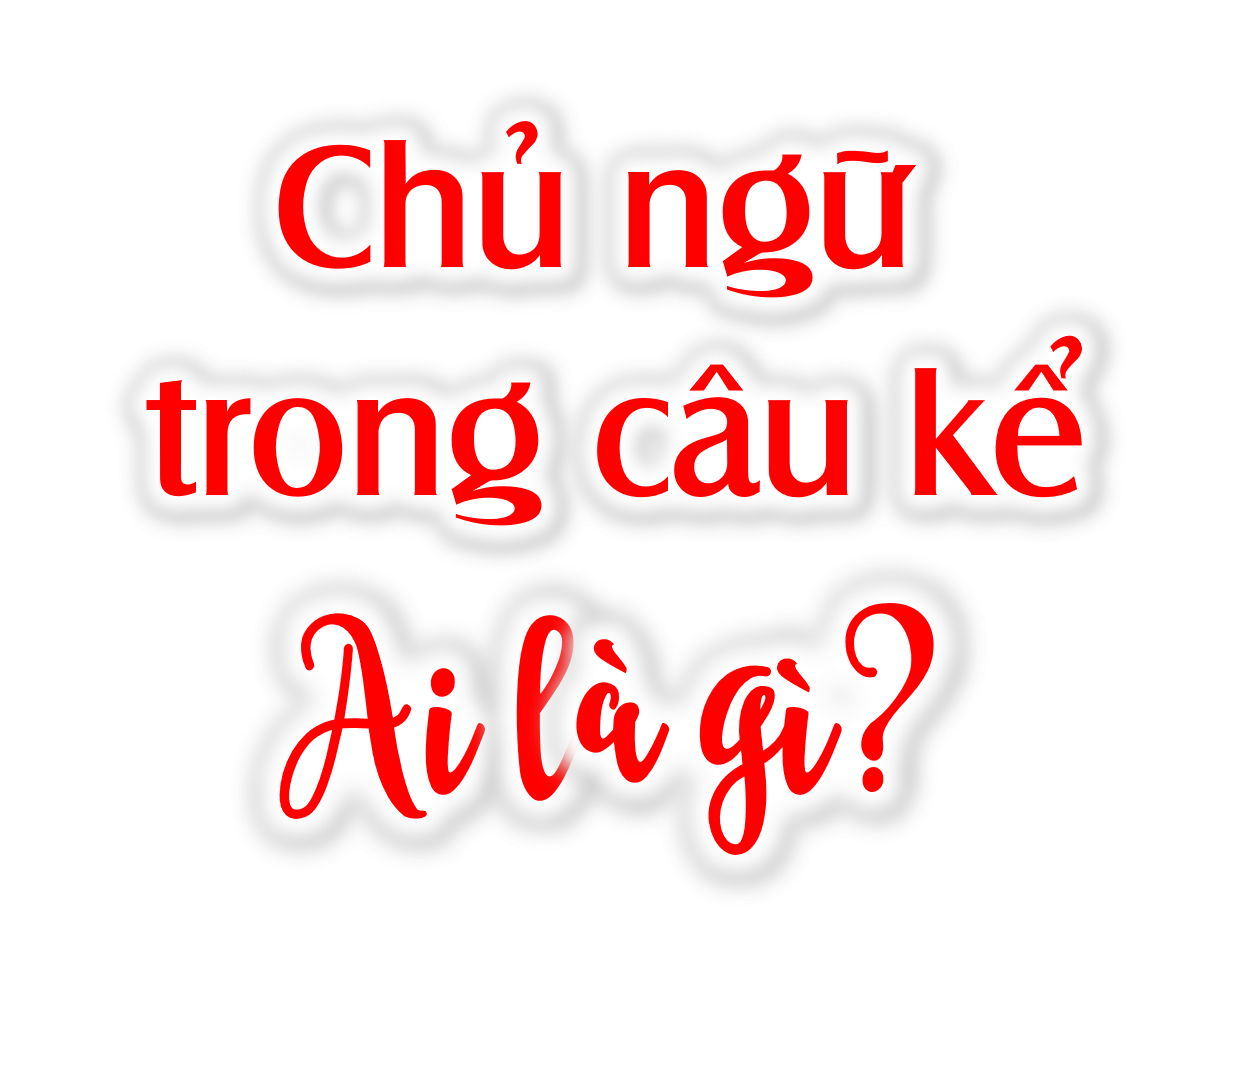 Chủ ngữ
trong câu kể
Ai là gì?